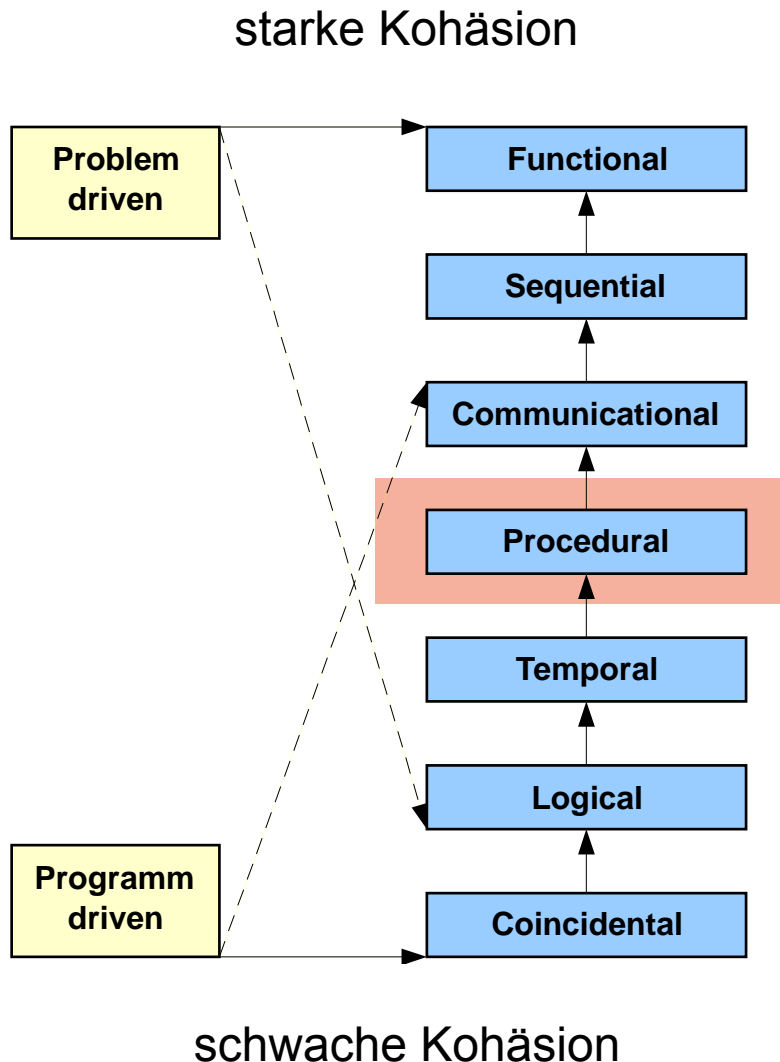 starke Kohäsion
Problem
driven
Functional
Sequential
Communicational
Procedural
Temporal
Logical
Programm
driven
Coincidental
schwache Kohäsion